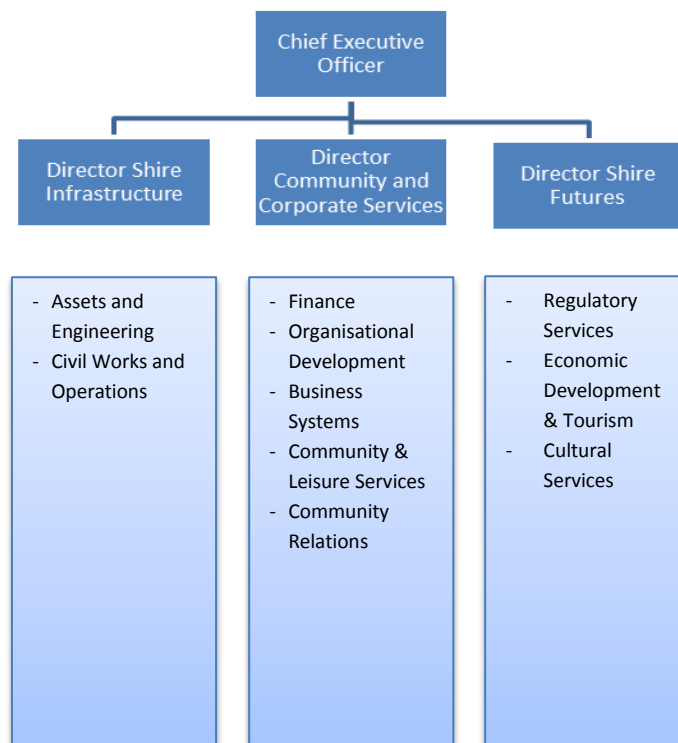 Chief Executive
Officer
Director Shire
Infrastructure
Director
Community and
Corporate Services
Director Shire
Futures
- Assets and
Engineering
- Civil Works and
Operations
- Finance
- Organisational
Development
- Business
Systems
- Community &
Leisure Services
- Community
Relations
- Regulatory
Services
- Economic
Development
& Tourism
- Cultural
Services